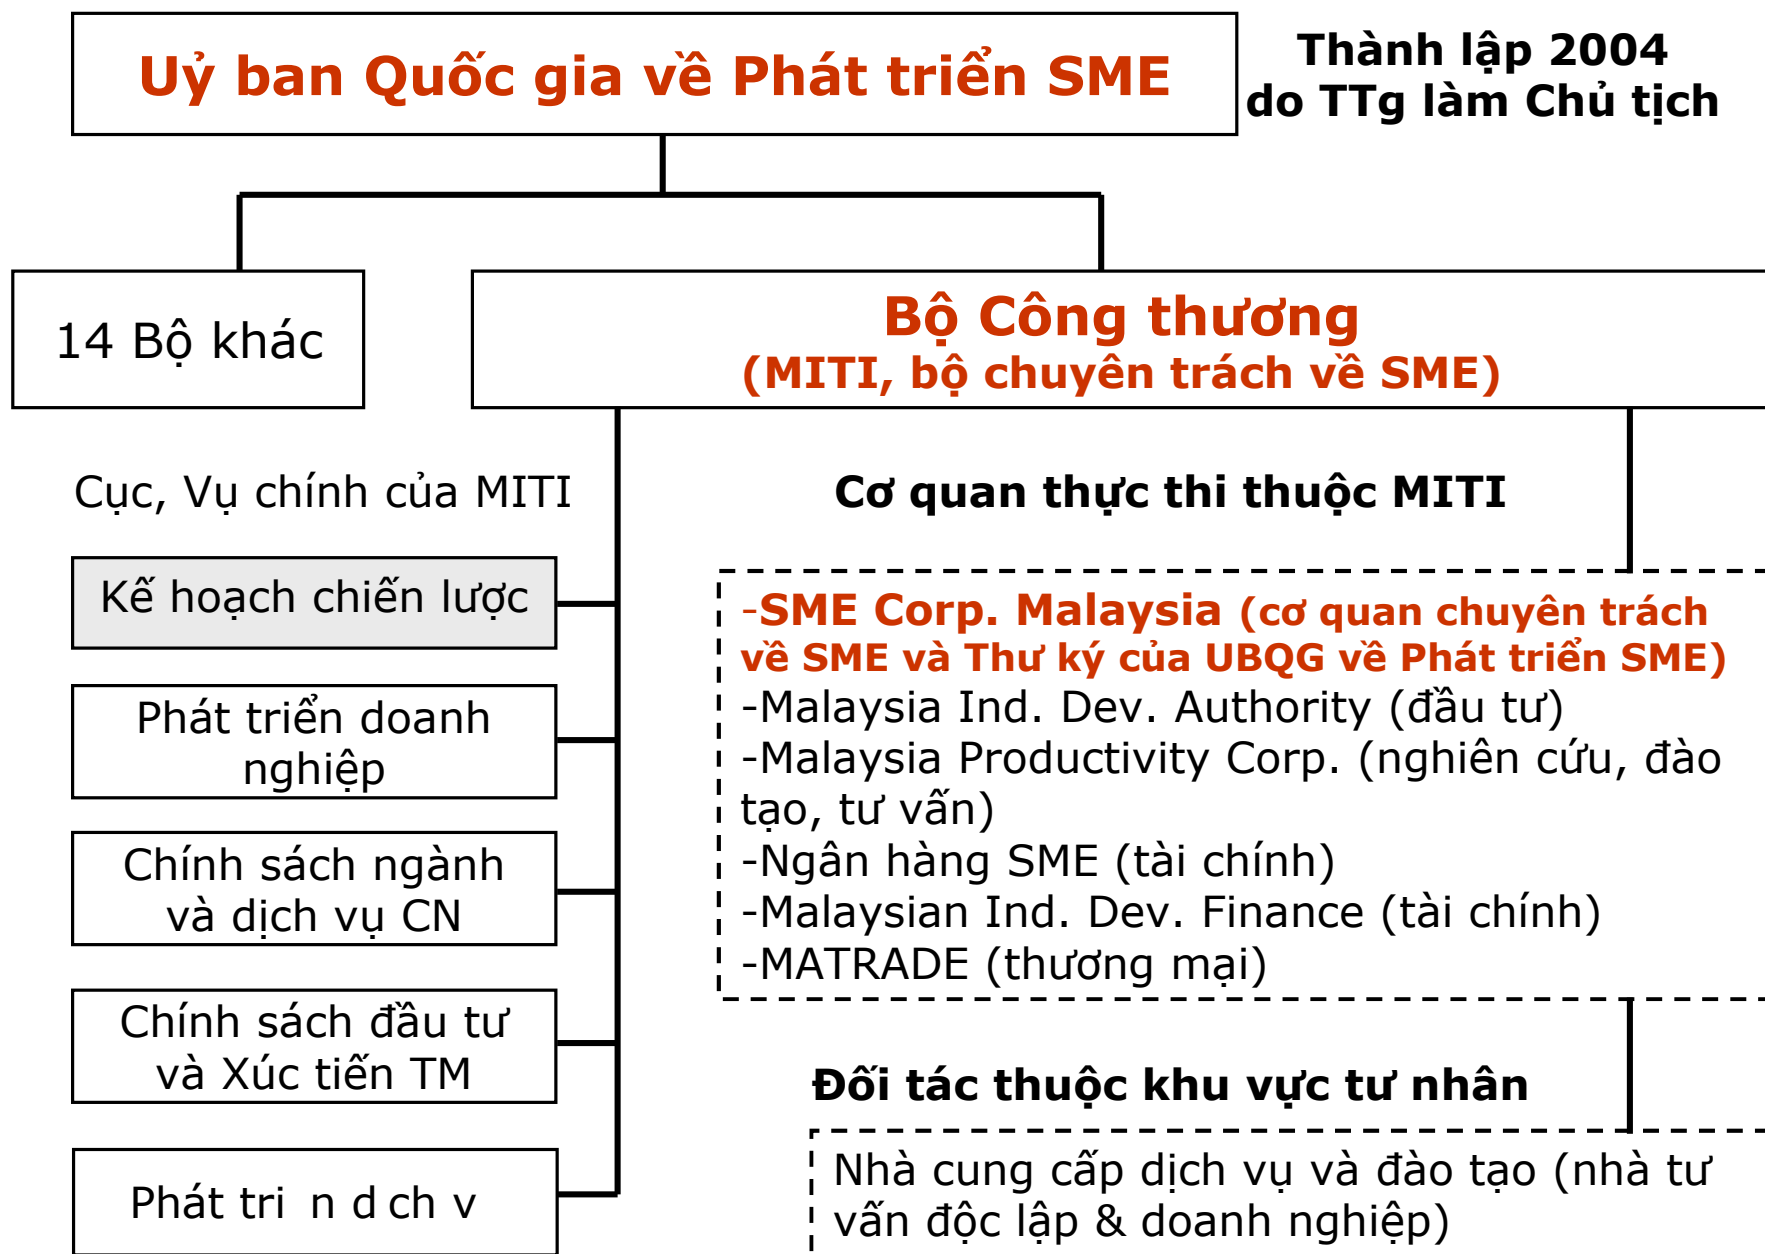 Uỷ ban Quốc gia về Phát triển SME
Thành lập 2004
do TTg làm Chủ tịch
14 Bộ khác
Bộ Công thương
(MITI, bộ chuyên trách về SME)
Cục, Vụ chính của MITI
Kế hoạch chiến lược
Phát triển doanh
nghiệp
Chính sách ngành
và dịch vụ CN
Chính sách đầu tư
và Xúc tiến TM
Phát tri n d ch v
Cơ quan thực thi thuộc MITI
-SME Corp. Malaysia (cơ quan chuyên trách
về SME và Thư ký của UBQG về Phát triển SME)
-Malaysia Ind. Dev. Authority (đầu tư)
-Malaysia Productivity Corp. (nghiên cứu, đào
tạo, tư vấn)
-Ngân hàng SME (tài chính)
-Malaysian Ind. Dev. Finance (tài chính)
-MATRADE (thương mại)
Đối tác thuộc khu vực tư nhân
Nhà cung cấp dịch vụ và đào tạo (nhà tư
vấn độc lập & doanh nghiệp)